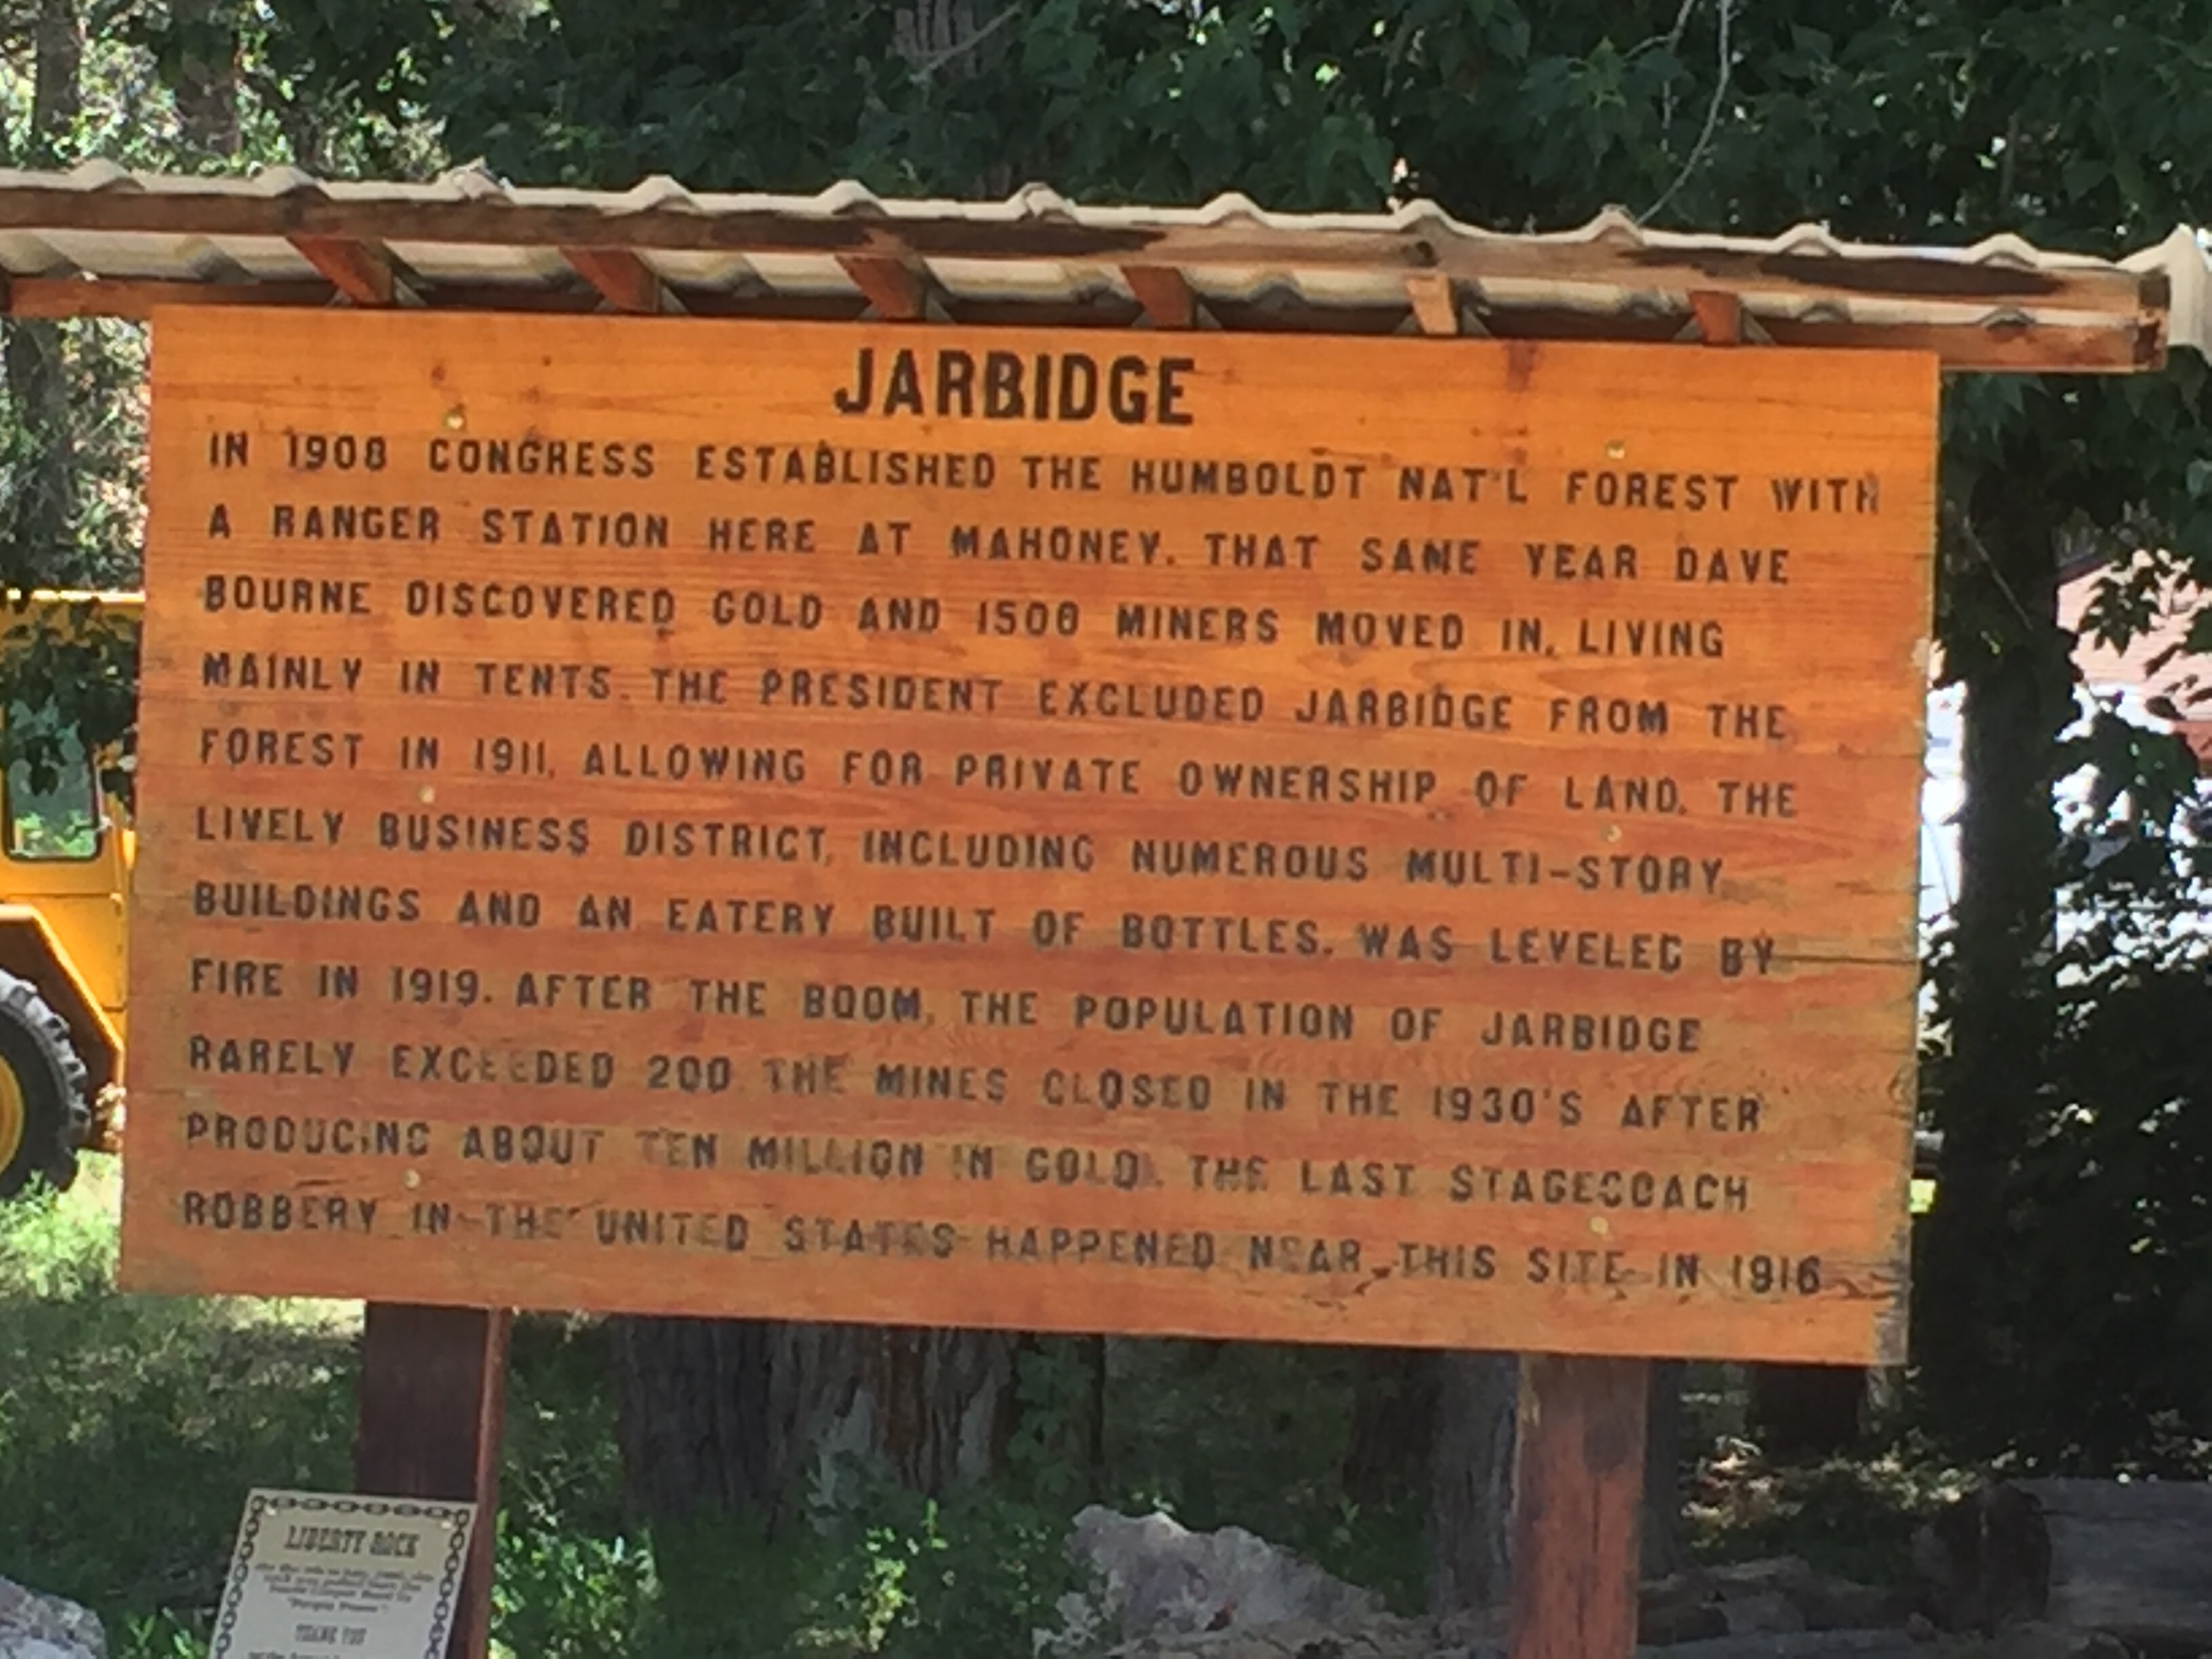 JARBIDGE
IN 1908 CONGRESS ESTABLISHED THE HUMBOLDT NAT'L FOREST WITH
A RANGER STATION HERE AT MAHONEY. THAT SAME YEAR DAVE
BOURNE DISCOVERED GOLD AND 1500 MINERS MOVED IN, LIVING
MAINLY IN TENTS. THE PRESIDENT EXCLUDED JARBIDGE FROM THE
FOREST IN 1911, ALLOWING FOR PRIVATE OWNERSHIP OF LAND. THE
LIVELY BUSINESS DISTRICT, INCLUDING NUMEROUS MULTI-STORY
BUILDINGS AND AN EATERY BUILT OF BOTTLES, WAS LEVELED BY
FIRE IN 1919. AFTER THE BOOM, THE POPULATION OF JARBIDGE
RARELY EXCEEDED 200 THE MINES CLOSED IN THE 1930'S AFTER
PRODUCING ABOUT TEN MILLION IN GOLD. THE LAST STAGECOACH
ROBBERY IN THE UNITED STATES HAPPENED NEAR THIS SITE IN 1916
LIBERTY ROCK
THANK YOU